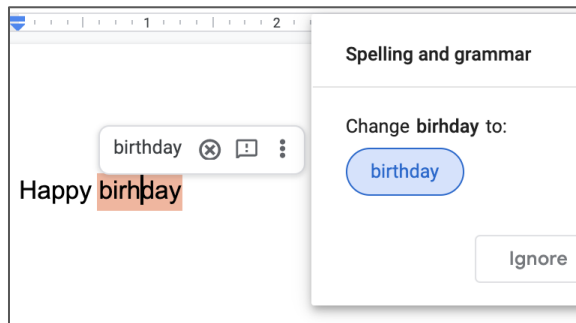 1 2
Spelling and grammar
Change birhday to:
birthday
birthday
Happy birhday
Ignore